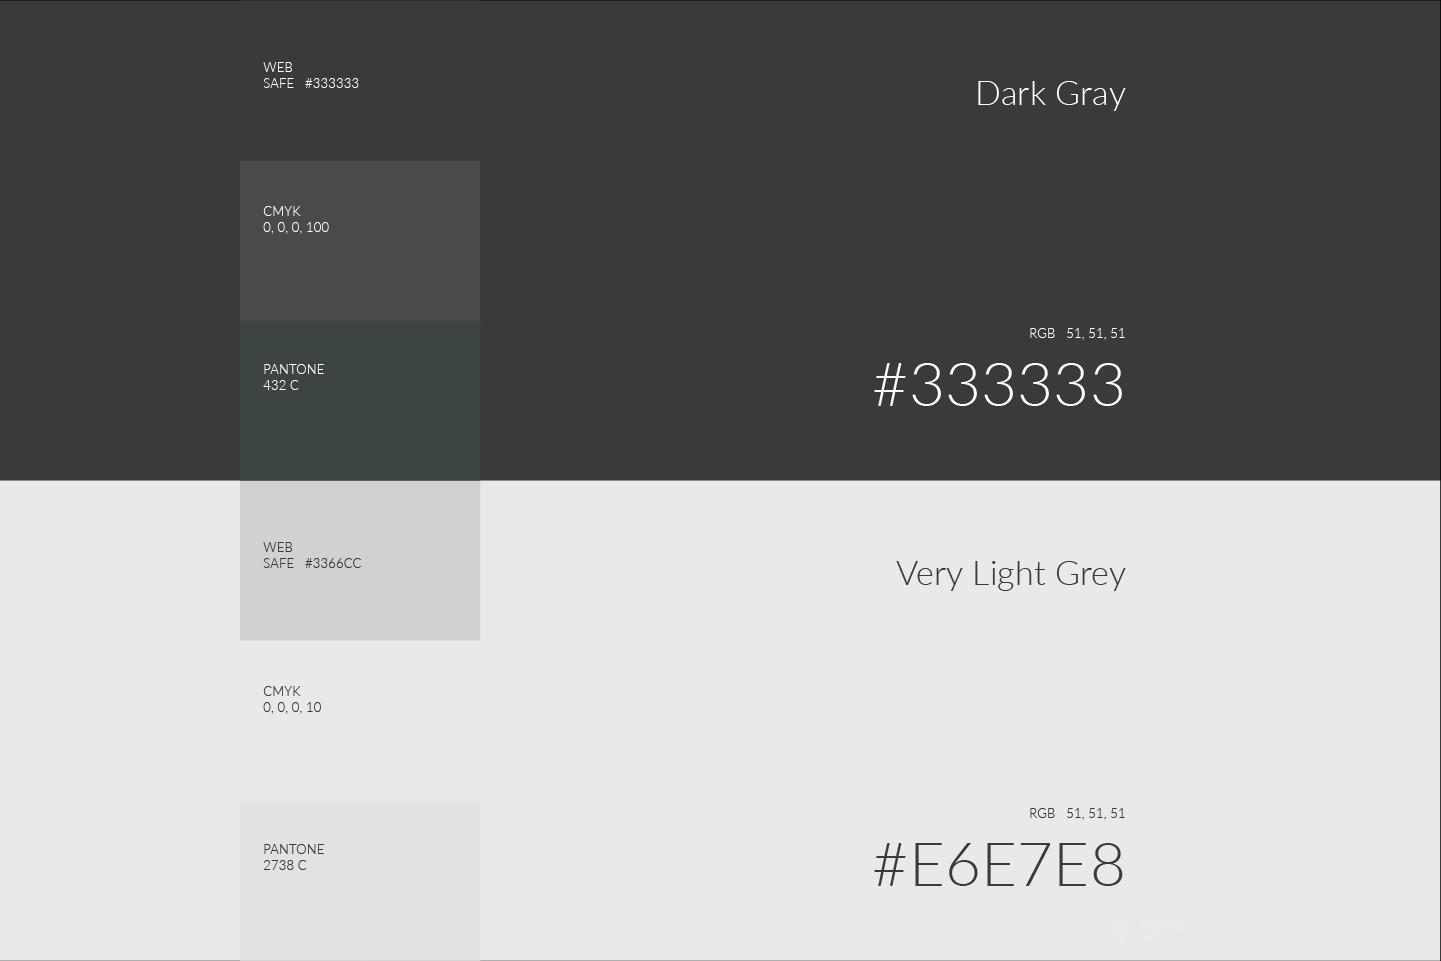 WEB
SAFE #333333
Dark Gray
CMYK
0, 0, 0, 100
PANTONE
432 C
RGB 51, 51, 51
#333333
WEB
SAFE #3366CC
Very Light Grey
CMYK
0, 0, 0, 10
PANTONE
2738 C
RGB 51, 51, 51
#E6E7E8